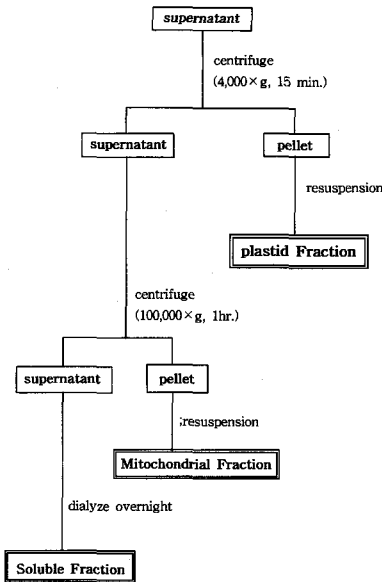 supernatant
centrifuge
(4,000×g, 15 min.)
supernatant
pellet
resuspension
plastid Fraction
centrifuge
(100,000×g, 1hr.)
supernatant
pellet
;resuspension
Mitochondrial Fraction
dialyze overnight
Soluble Fraction